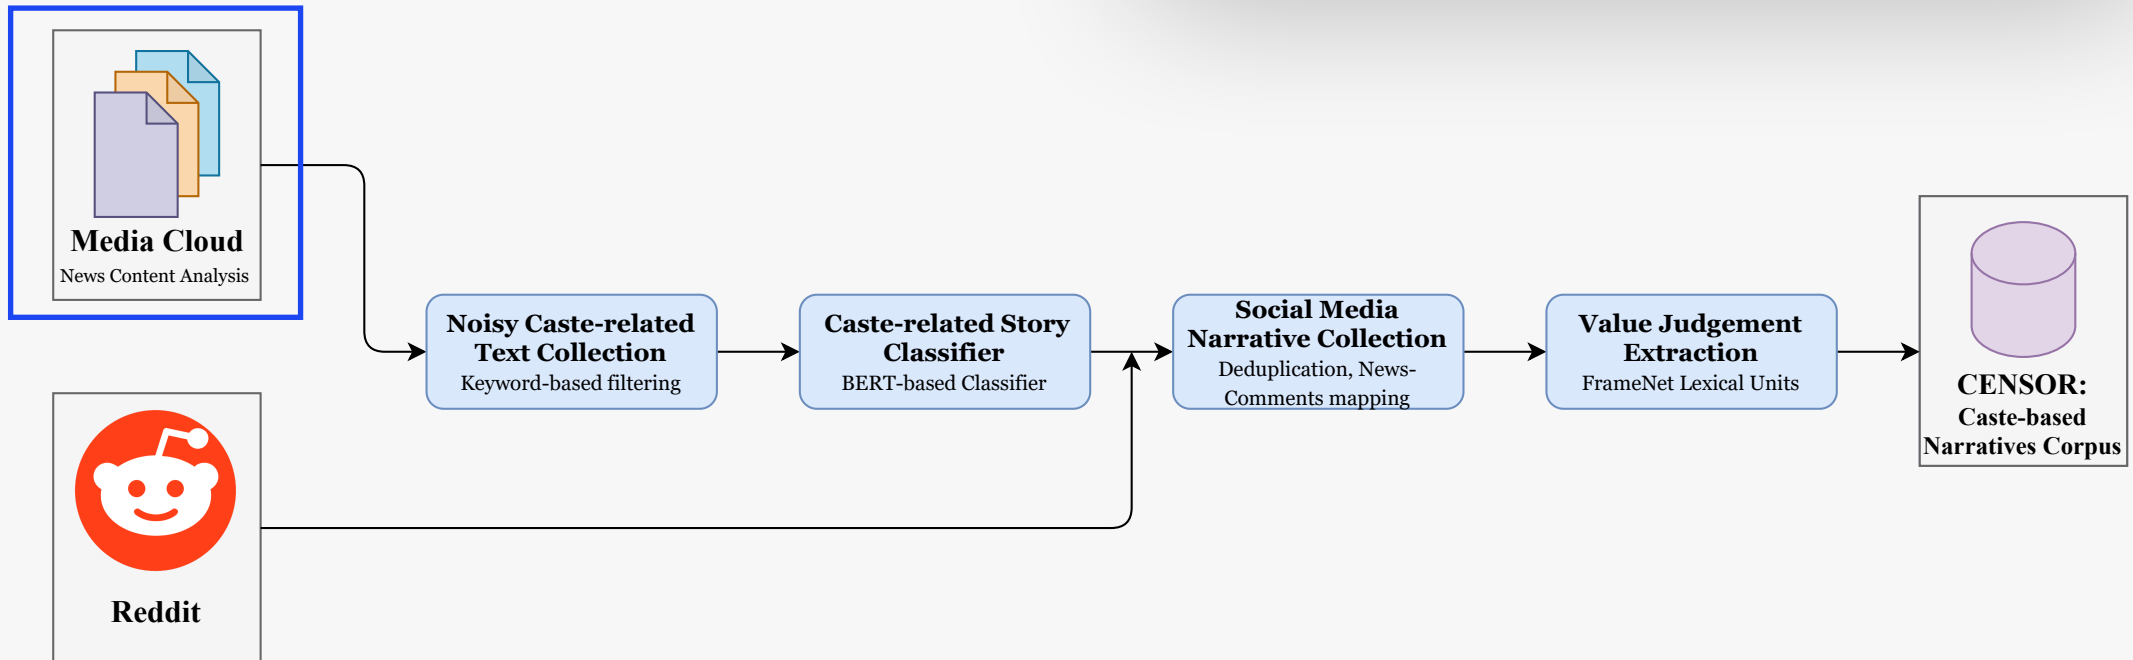 Media Cloud
News Content Analysis
Noisy Caste-related
Text Collection
Keyword-based filtering
Caste-related Story
Classifier
BERT-based Classifier
Social Media
Narrative Collection
Deduplication, News-
Comments mapping
Value Judgement
Extraction
FrameNet Lexical Units
CENSOR:
Caste-based
Narratives Corpus
Reddit